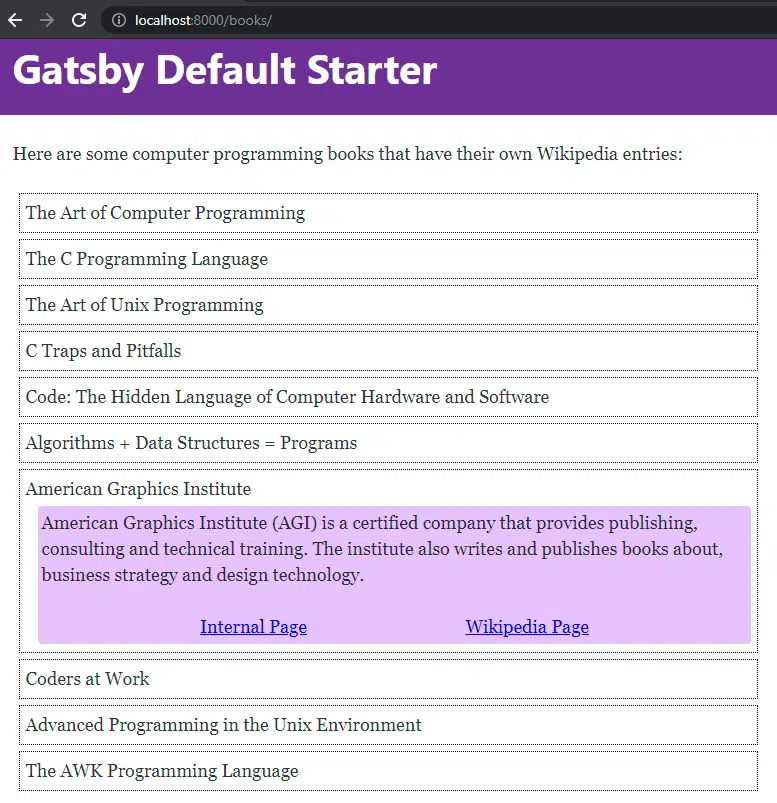 localhost:8000/books/
Gatsby Default Starter
Here are some computer programming books that have their own Wikipedia entries:
The Art of Computer Programming
The C Programming Language
The Art of Unix Programming
C Traps and Pitfalls
Code: The Hidden Language of Computer Hardware and Software
Algorithms + Data Structures = Programs
American Graphics Institute
American Graphics Institute (AGI) is a certified company that provides publishing,
consulting and technical training. The institute also writes and publishes books about,
business strategy and design technology.
Internal Page Wikipedia Page
Coders at Work
Advanced Programming in the Unix Environment
The AWK Programming Language